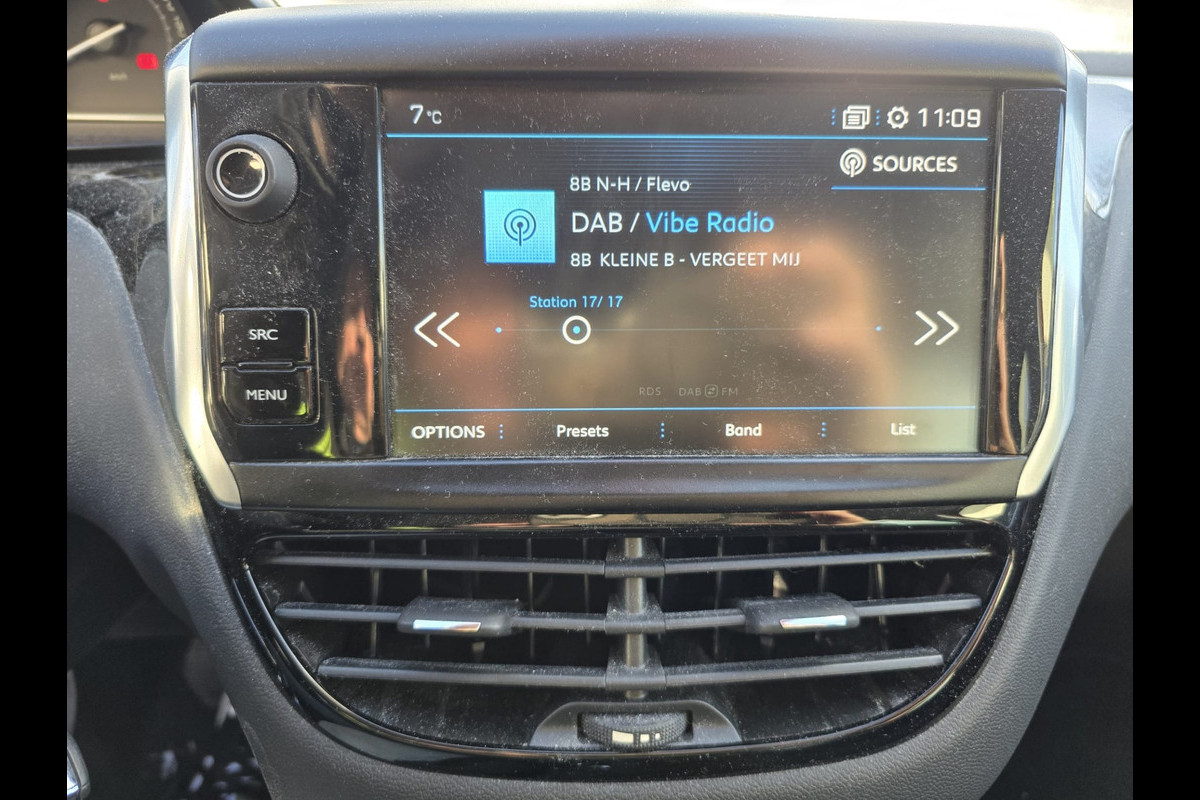 7°C
11:09
SOURCES
8B N-H / Flevo
DAB / Vibe Radio
8B KLEINE B - VERGEET MIJ
Station 17/ 17
SRC
MENU
RDS DAB FM
OPTIONS Presets Band List
km/h